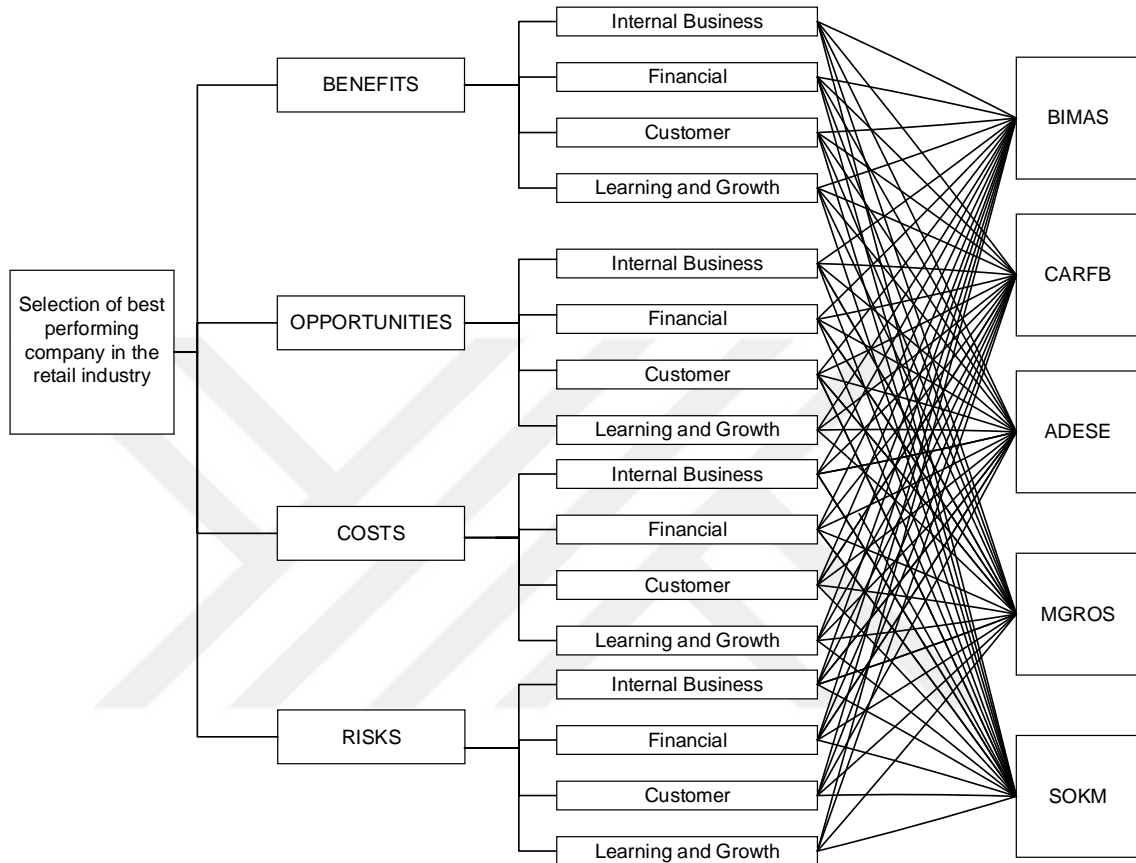 Selection of best
performing
company in the
retail industry
BENEFITS
Internal Business
Financial
Customer
Learning and Growth
OPPORTUNITIES
Internal Business
Financial
Customer
Learning and Growth
COSTS
Internal Business
Financial
Customer
Learning and Growth
RISKS
Internal Business
Financial
Customer
Learning and Growth
BIMAS
CARFB
ADESE
MGROS
SOKM